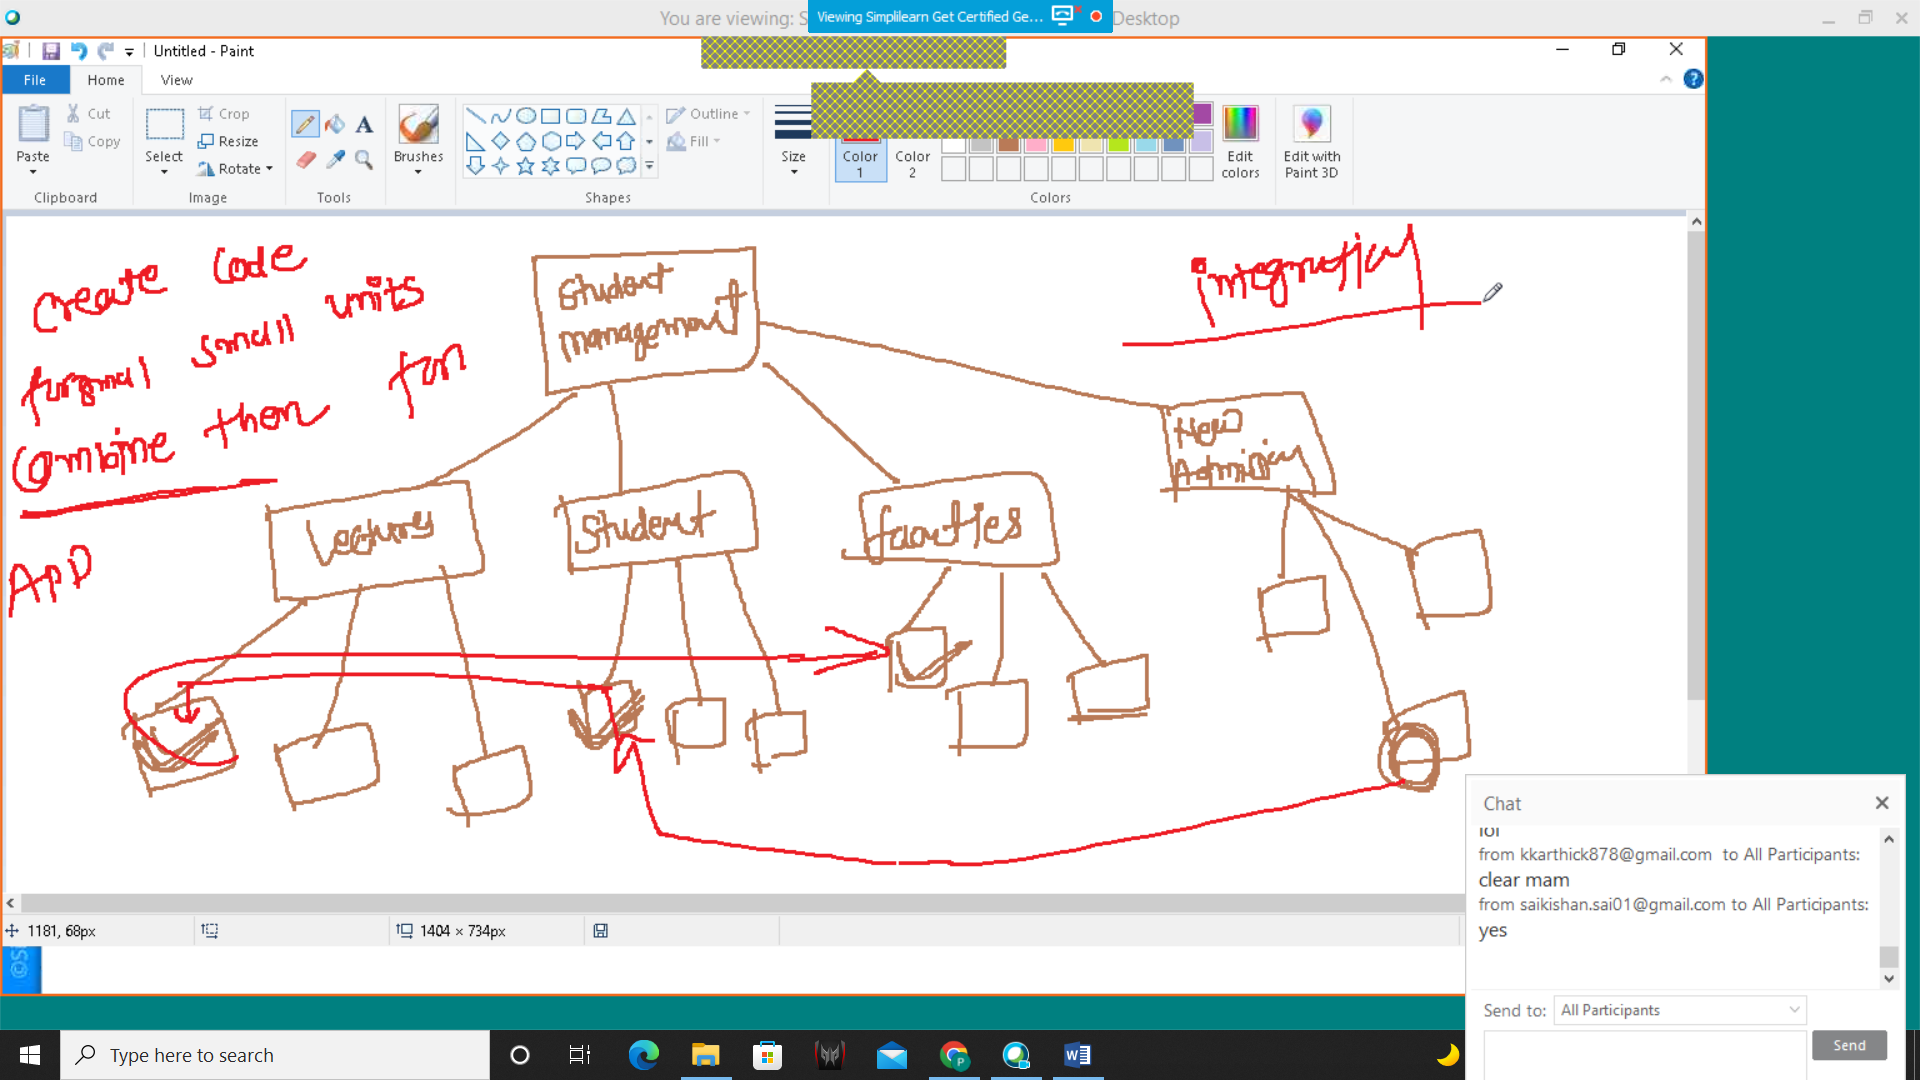 You are viewing: S
Viewing Simplilearn Get Certified Ge...
Desktop
Untitled - Paint
File
Home
View
Cut
Copy
Paste
Clipboard
Select
Crop
Resize
Rotate
Image
Tools
Brushes
Shapes
Outline
Fill
Size
Color
1
Color
2
Edit
colors
Edit with
Paint 3D
Colors
Create Code
small units
for
Combine them
App
Student
management
Student
New
1181, 68px
1404 × 734px
Chat
lol
from kkarthick878@gmail.com to All Participants:
clear mam
from saikishan.sai01@gmail.com to All Participants:
yes
Send to:
All Participants
Send
Type here to search